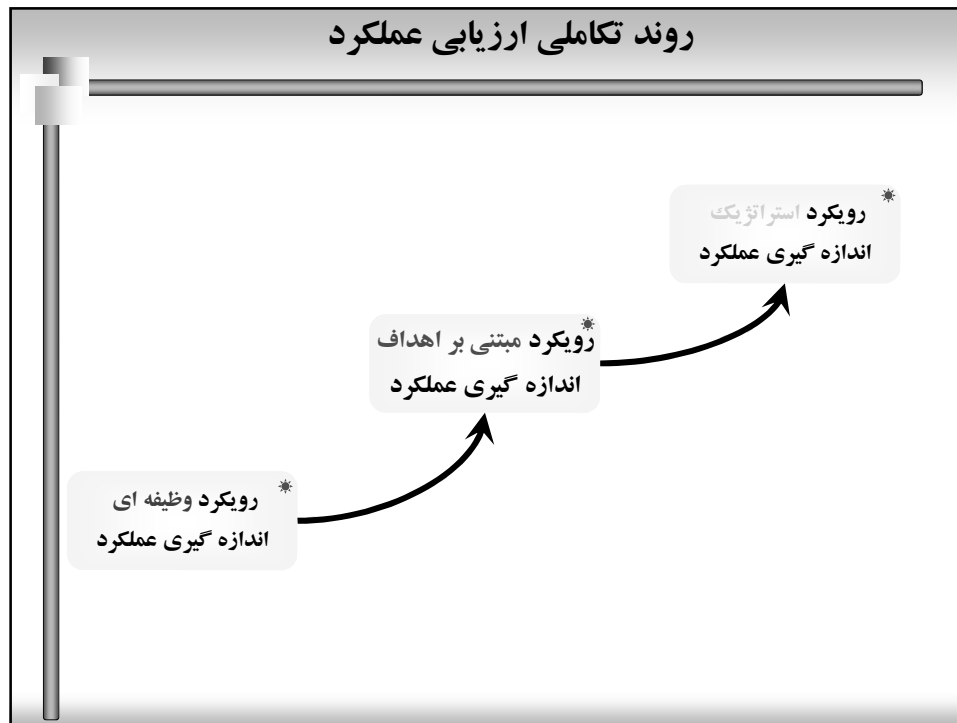 روند تکاملی ارزیابی عملکرد
رویکرد استراتژیک
اندازه گیری عملکرد
رویکرد مبتنی بر اهداف
اندازه گیری عملکرد
رویکرد وظیفه ای
اندازه گیری عملکرد